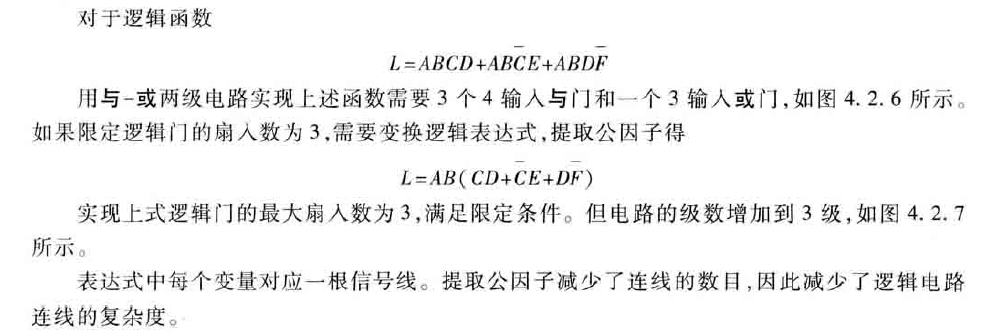 对于逻辑函数
L=ABCD+ABC̄E+ABDF̄
用与-或两级电路实现上述函数需要3个4输入与门和一个3输入或门,如图4.2.6所示。
如果限定逻辑门的扇入数为3,需要变换逻辑表达式,提取公因子得
L=AB(CD+C̄E+DF̄)
实现上式逻辑门的最大扇入数为3,满足限定条件。但电路的级数增加到3级,如图4.2.7
所示。
表达式中每个变量对应一根信号线。提取公因子减少了连线的数目,因此减少了逻辑电路
连线的复杂度。